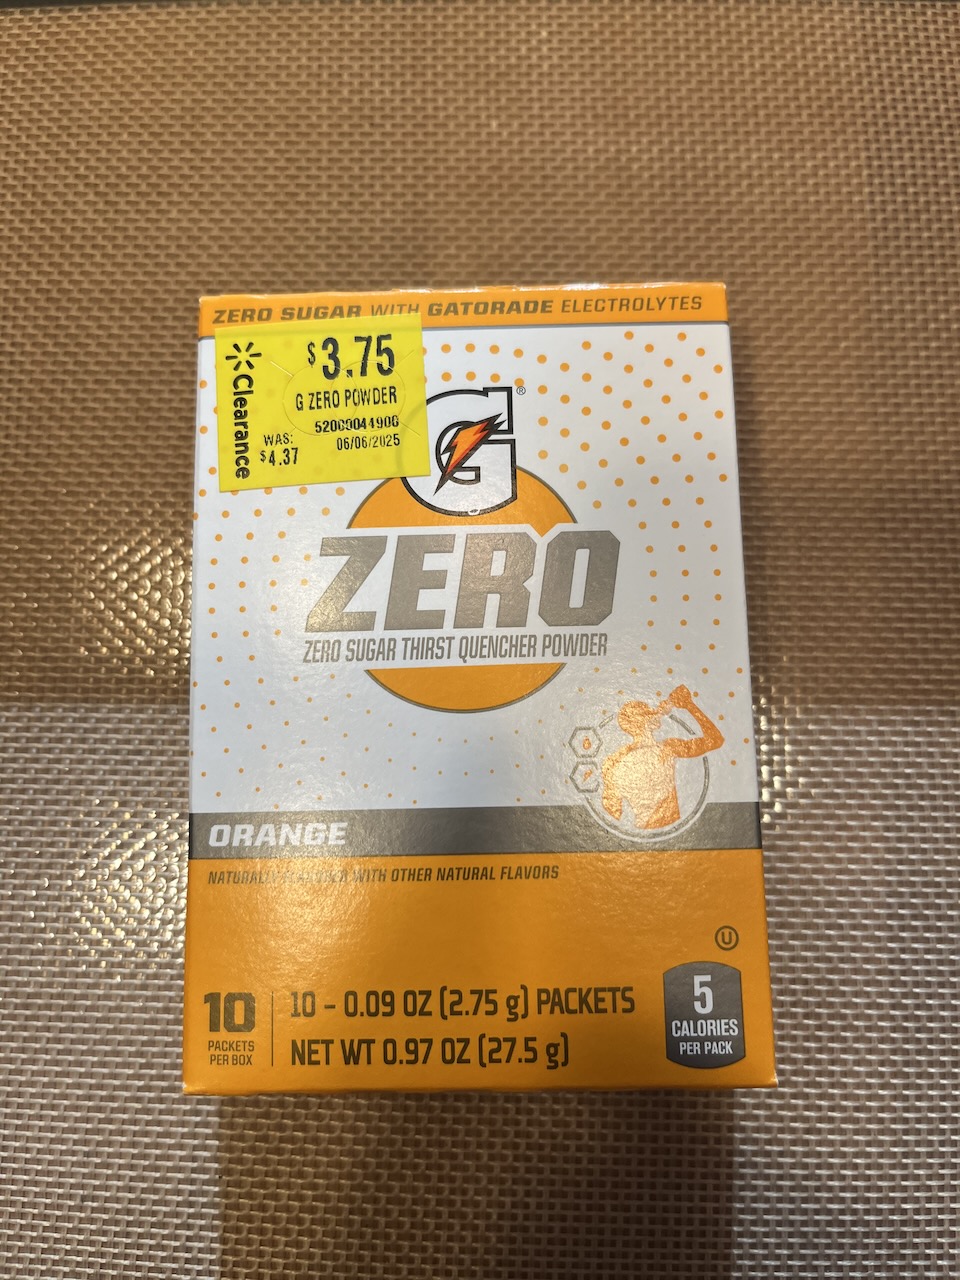 ZERO SUGAR WITH GATORADE ELECTROLYTES
Clearance
$3.75
G ZERO POWDER
WAS:
$4.37
06/06/2025
G®
ZERO
ZERO SUGAR THIRST QUENCHER POWDER
ORANGE
NATURALLY FLAVORED WITH OTHER NATURAL FLAVORS
U
10
PACKETS
PER BOX
10 – 0.09 OZ (2.75 g) PACKETS
NET WT 0.97 OZ (27.5 g)
5
CALORIES
PER PACK